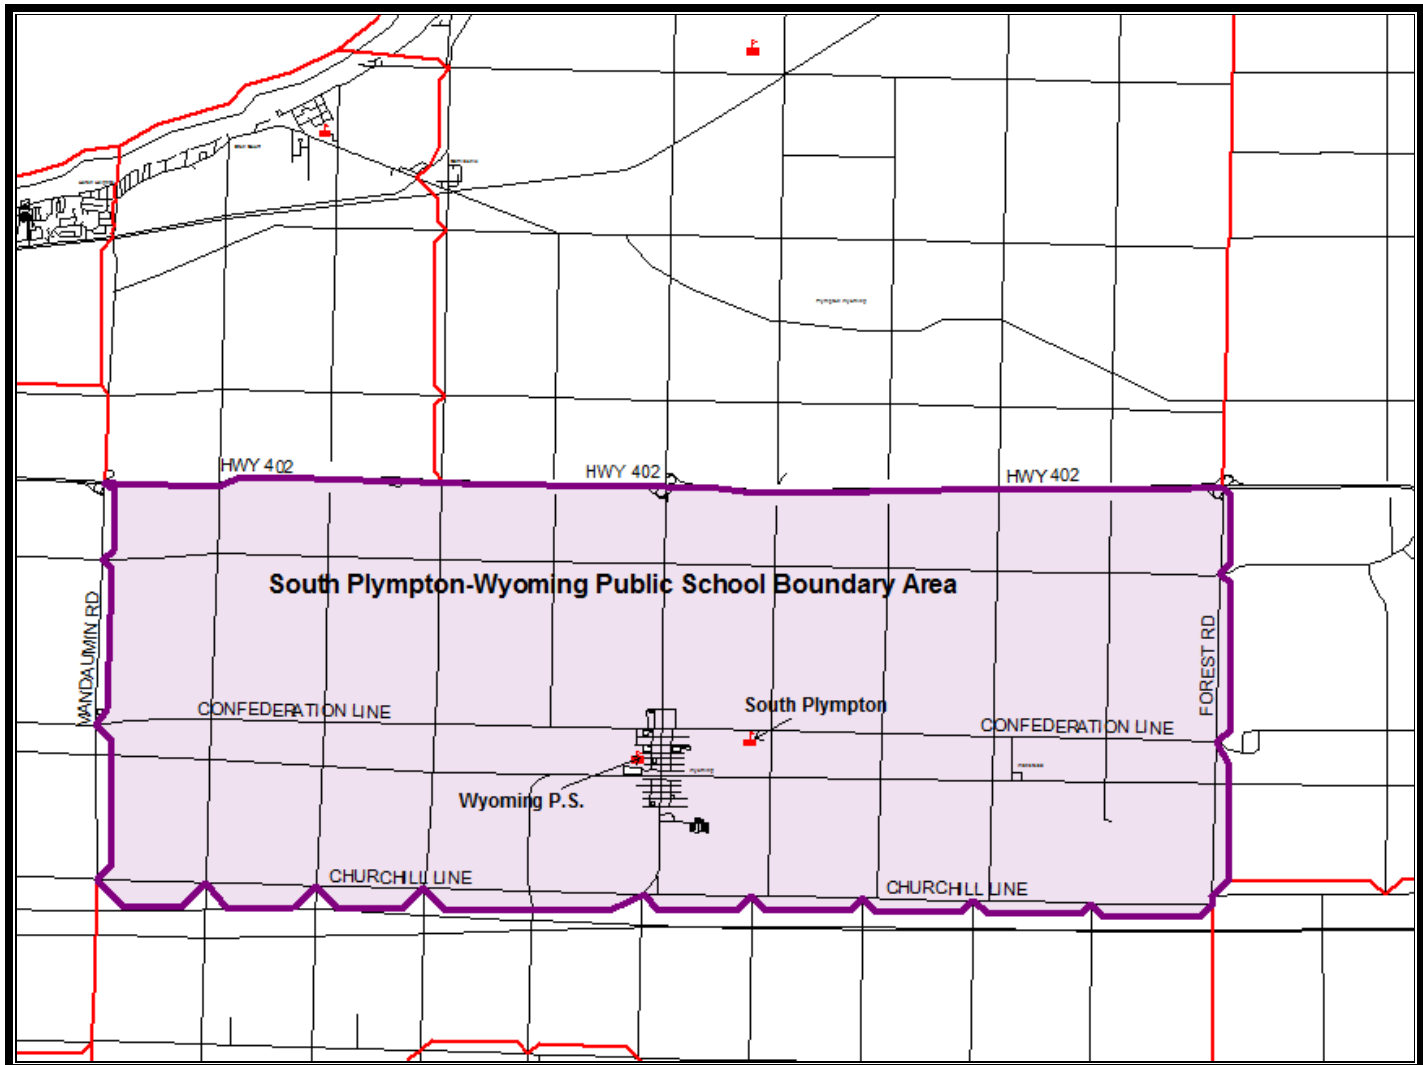 HWY 402
HWY 402
HWY 402
South Plympton-Wyoming Public School Boundary Area
MANDAUMIN RD
FOREST RD
CONFEDERATION LINE
South Plympton
CONFEDERATION LINE
Wyoming P.S.
CHURCHILL LINE
CHURCHILL LINE